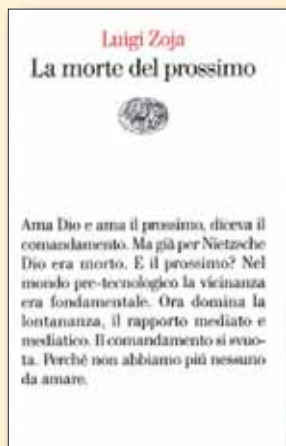 Luigi Zoja
La morte del prossimo
Ama Dio e ama il prossimo, diceva il
comandamento. Ma già per Nietzsche
Dio era morto. E il prossimo? Nel
mondo pre-tecnologico la vicinanza
era fondamentale. Ora domina la
lontananza, il rapporto mediato e
mediatico. Il comandamento si svuo-
ta. Perché non abbiamo piú nessuno
da amare.